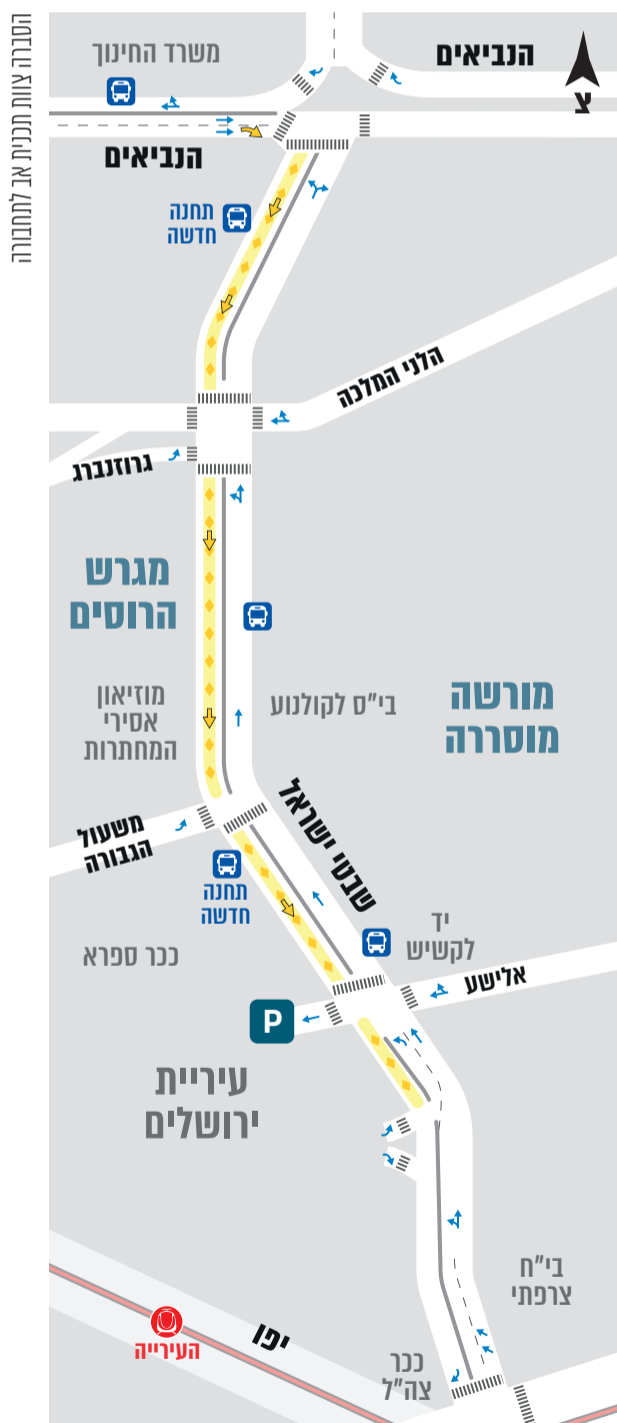 הסברה צוות תכנית אב לתחבורה
משרד החינוך
הנביאים
צ
הנביאים
תחנה
חדשה
הלני המלכה
גרוזנברג
מגרש
הרוסים
מורשה
מוסררה
מוזיאון
אסירי
המחתרות
בי"ס לקולנוע
שבטי ישראל
משעול
הגבורה
תחנה
חדשה
יד
לקשיש
ככר ספרא
אלישע
P
עיריית
ירושלים
בי"ח
צרפתי
יפו
העירייה
ככר
צה"ל